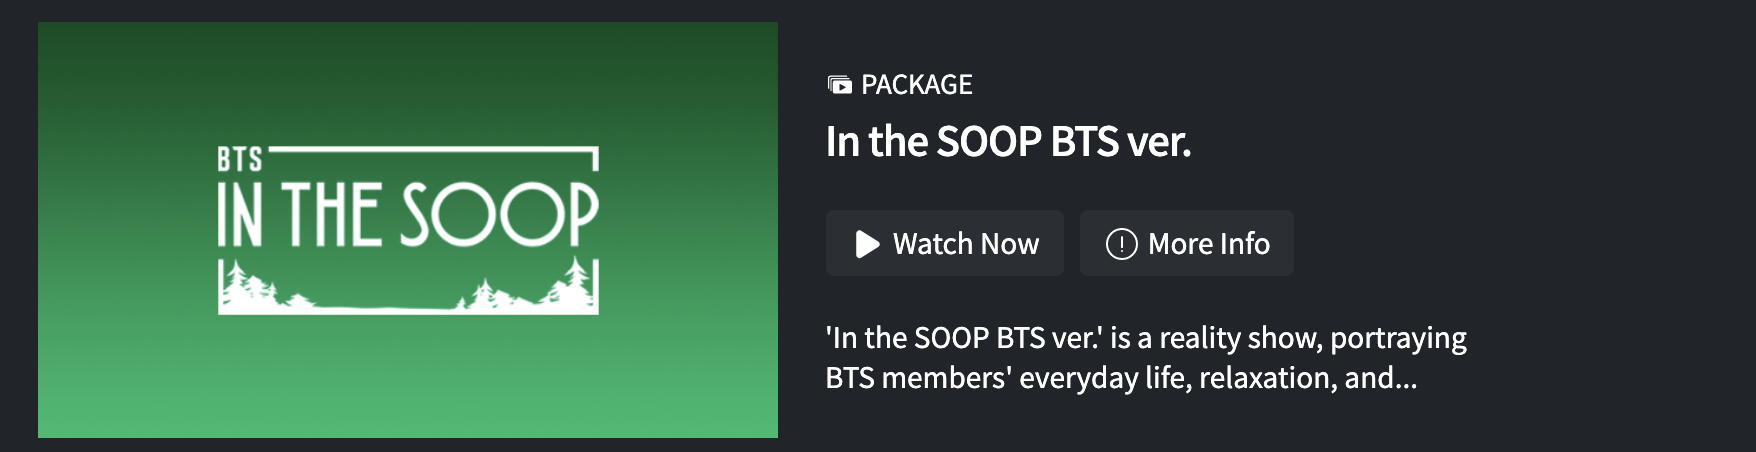 BTS
IN THE SOOP
PACKAGE
In the SOOP BTS ver.
Watch Now
More Info
'In the SOOP BTS ver.' is a reality show, portraying
BTS members' everyday life, relaxation, and...